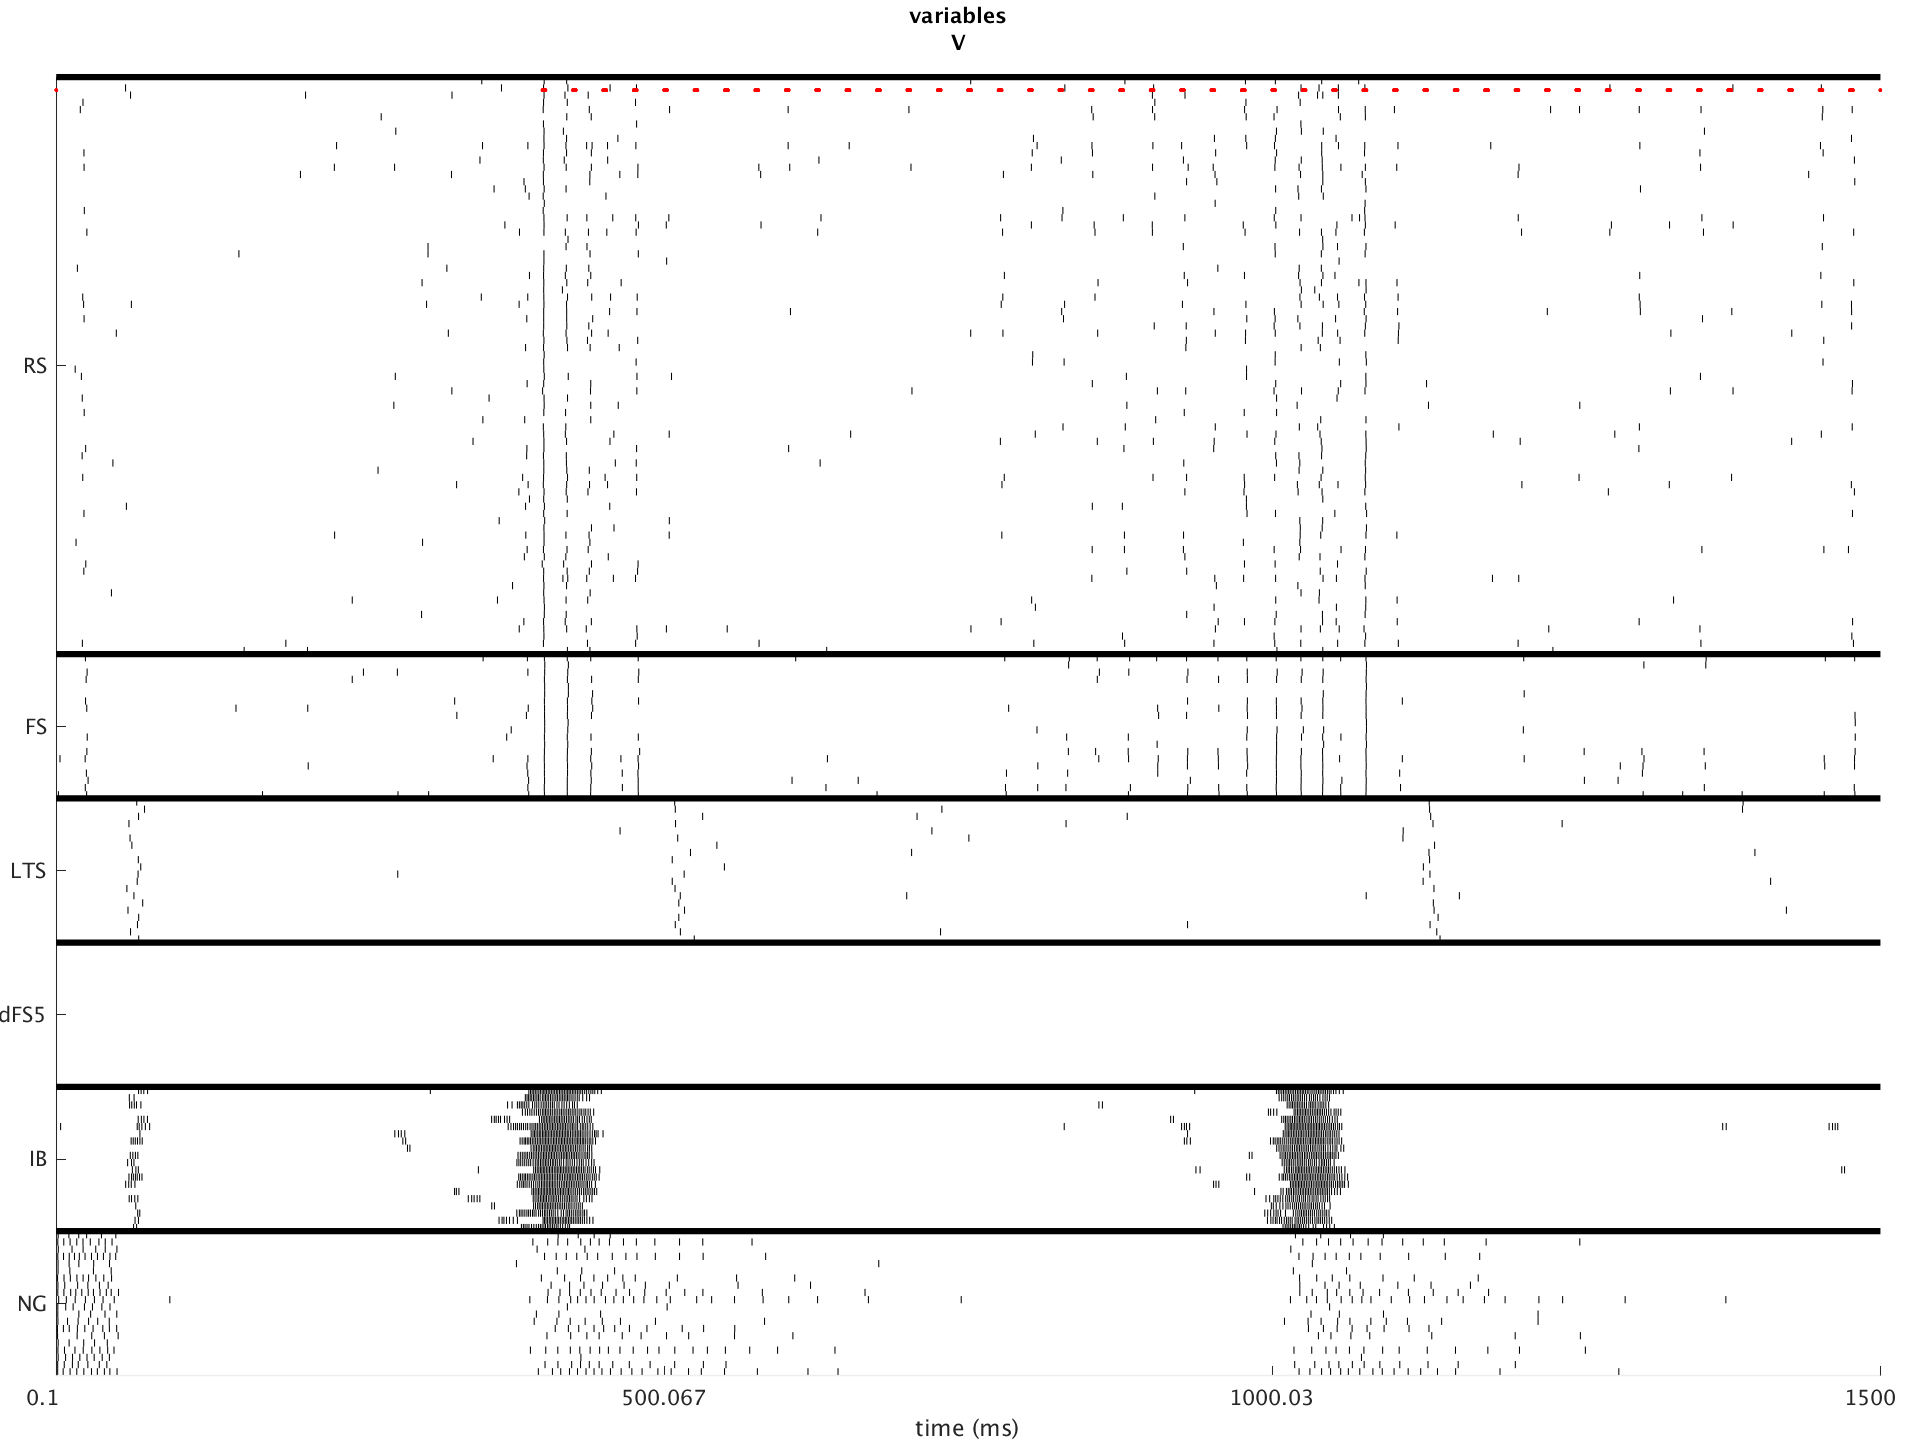 variables
V
RS
FS
LTS
dFS5
IB
NG
0.1
500.067
1000.03
1500
time (ms)